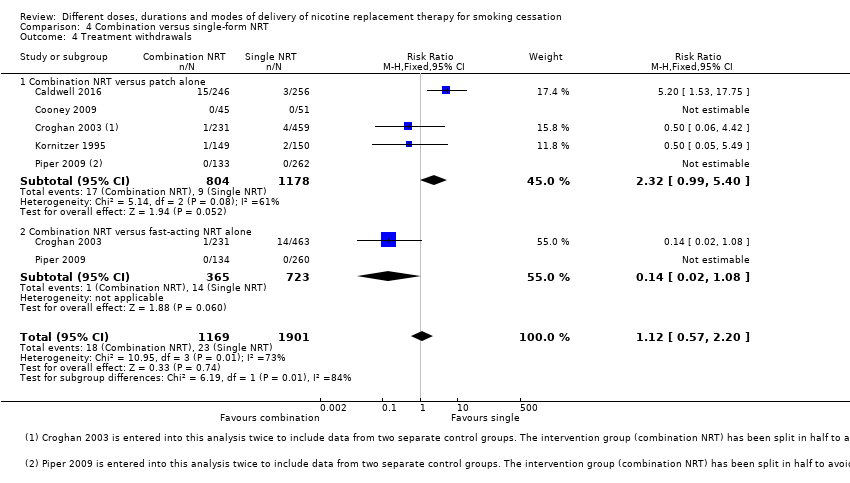 Review: Different doses, durations and modes of delivery of nicotine replacement therapy for smoking cessation
Comparison: 4 Combination versus single-form NRT
Outcome: 4 Treatment withdrawals
Study or subgroup Combination NRT Single NRT Risk Ratio Weight Risk Ratio
n/N n/N M-H,Fixed,95% CI M-H,Fixed,95% CI
1 Combination NRT versus patch alone
Caldwell 2016 15/246 3/256 17.4 % 5.20 [ 1.53, 17.75 ]
Cooney 2009 0/45 0/51 Not estimable
Croghan 2003 (1) 1/231 4/459 15.8 % 0.50 [ 0.06, 4.42 ]
Kornitzer 1995 1/149 2/150 11.8 % 0.50 [ 0.05, 5.49 ]
Piper 2009 (2) 0/133 0/262 Not estimable
Subtotal (95% CI) 804 1178 45.0 % 2.32 [ 0.99, 5.40 ]
Total events: 17 (Combination NRT), 9 (Single NRT)
Heterogeneity: Chi² = 5.14, df = 2 (P = 0.08); I² =61%
Test for overall effect: Z = 1.94 (P = 0.052)
2 Combination NRT versus fast-acting NRT alone
Croghan 2003 1/231 14/463 55.0 % 0.14 [ 0.02, 1.08 ]
Piper 2009 0/134 0/260 Not estimable
Subtotal (95% CI) 365 723 55.0 % 0.14 [ 0.02, 1.08 ]
Total events: 1 (Combination NRT), 14 (Single NRT)
Heterogeneity: not applicable
Test for overall effect: Z = 1.88 (P = 0.060)
Total (95% CI) 1169 1901 100.0 % 1.12 [ 0.57, 2.20 ]
Total events: 18 (Combination NRT), 23 (Single NRT)
Heterogeneity: Chi² = 10.95, df = 3 (P = 0.01); I² =73%
Test for overall effect: Z = 0.33 (P = 0.74)
Test for subgroup differences: Chi² = 6.19, df = 1 (P = 0.01), I² =84%
0.002 0.1 1 10 500
Favours combination Favours single
(1) Croghan 2003 is entered into this analysis twice to include data from two separate control groups. The intervention group (combination NRT) has been split in half to a
(2) Piper 2009 is entered into this analysis twice to include data from two separate control groups. The intervention group (combination NRT) has been split in half to avoi